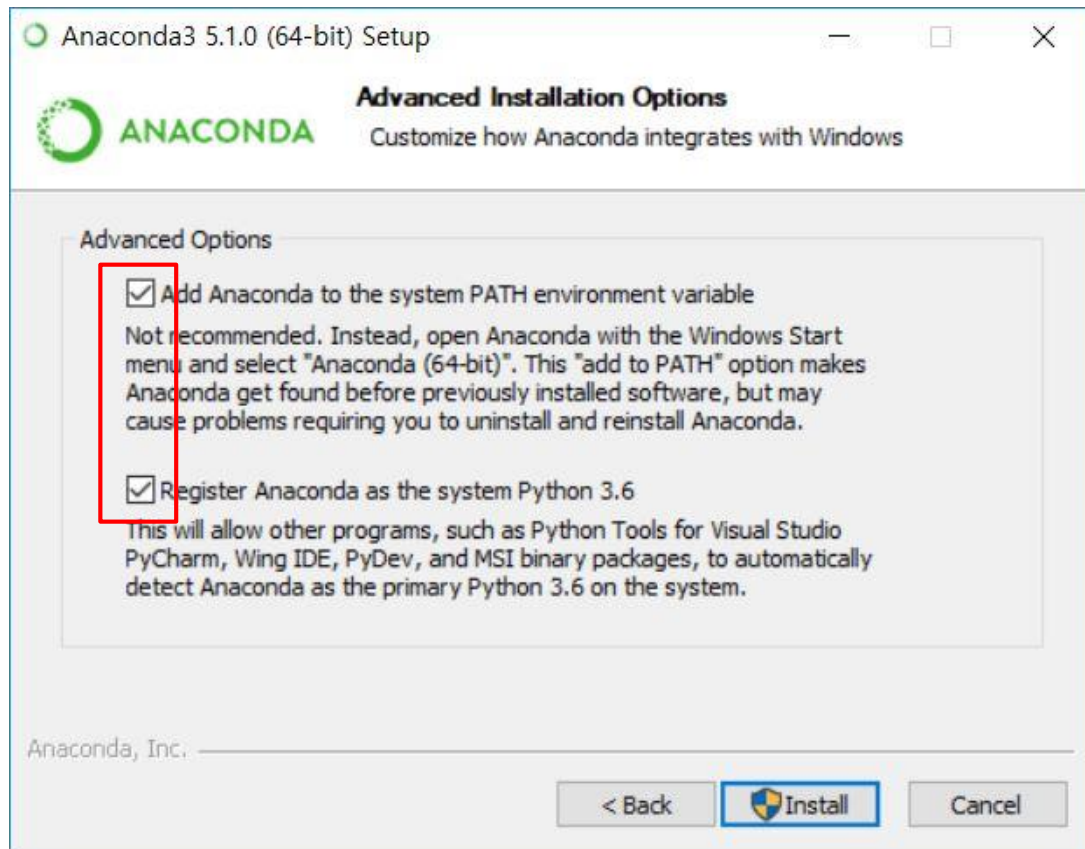 Anaconda3 5.1.0 (64-bit) Setup
ANACONDA
Advanced Installation Options
Customize how Anaconda integrates with Windows
Advanced Options
Add Anaconda to the system PATH environment variable
Not recommended. Instead, open Anaconda with the Windows Start
menu and select "Anaconda (64-bit)". This "add to PATH" option makes
Anaconda get found before previously installed software, but may
cause problems requiring you to uninstall and reinstall Anaconda.
Register Anaconda as the system Python 3.6
This will allow other programs, such as Python Tools for Visual Studio
PyCharm, Wing IDE, PyDev, and MSI binary packages, to automatically
detect Anaconda as the primary Python 3.6 on the system.
Anaconda, Inc.
< Back
Install
Cancel